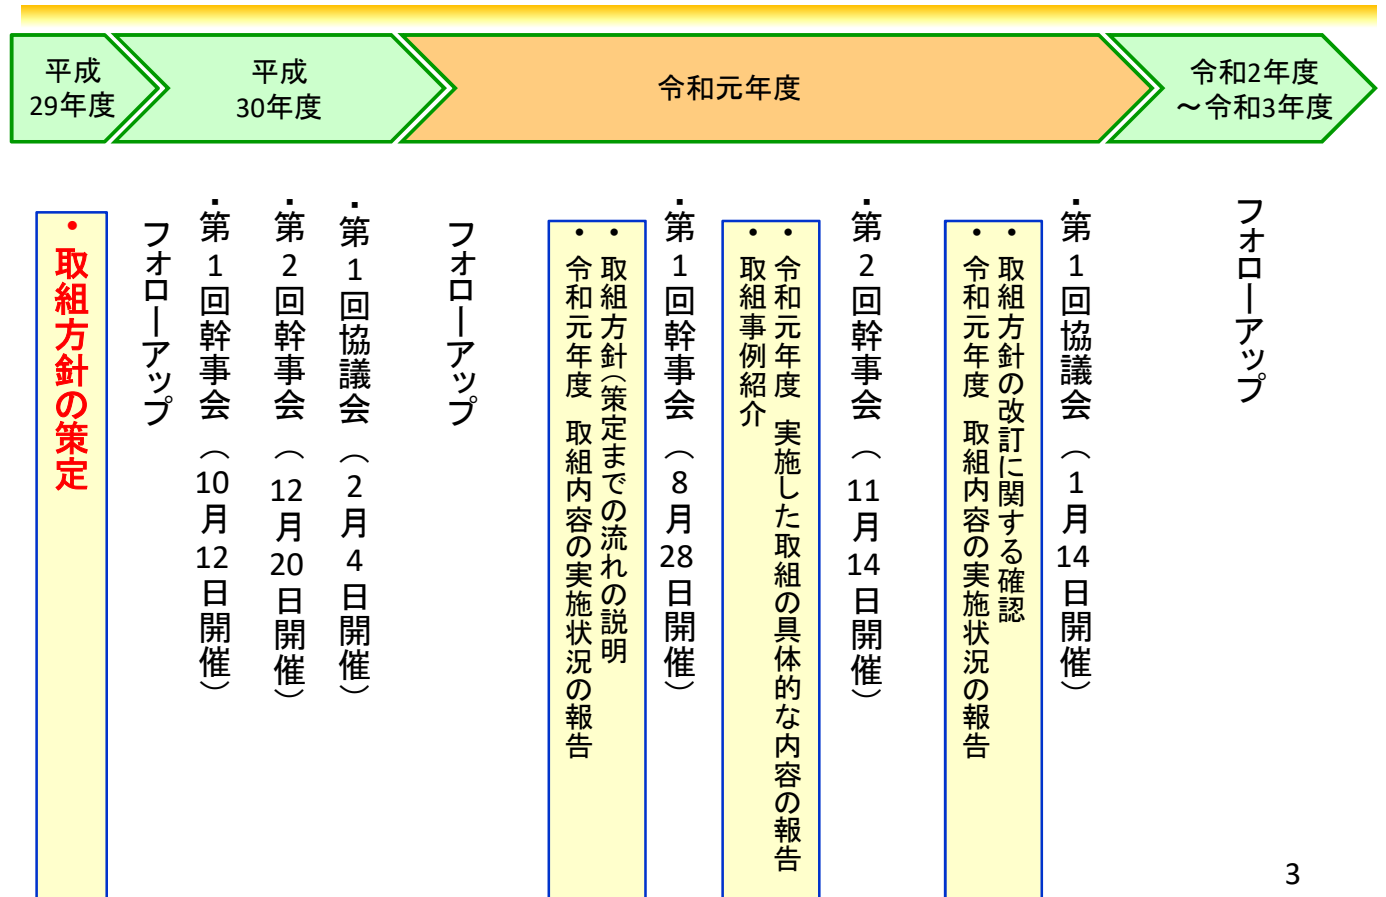 平成
29年度
平成
30年度
令和元年度
令和2年度
～令和3年度
・取組方針の策定
フォローアップ
・第1回幹事会（10月12日開催）
・第2回幹事会（12月20日開催）
・第1回協議会（2月4日開催）
フォローアップ
・取組方針（策定までの流れの説明
・令和元年度 取組内容の実施状況の報告
・第1回幹事会（8月28日開催）
・令和元年度 実施した取組の具体的な内容の報告
・取組事例紹介
・第2回幹事会（11月14日開催）
・取組方針の改訂に関する確認
・令和元年度 取組内容の実施状況の報告
・第1回協議会（1月14日開催）
フォローアップ
3